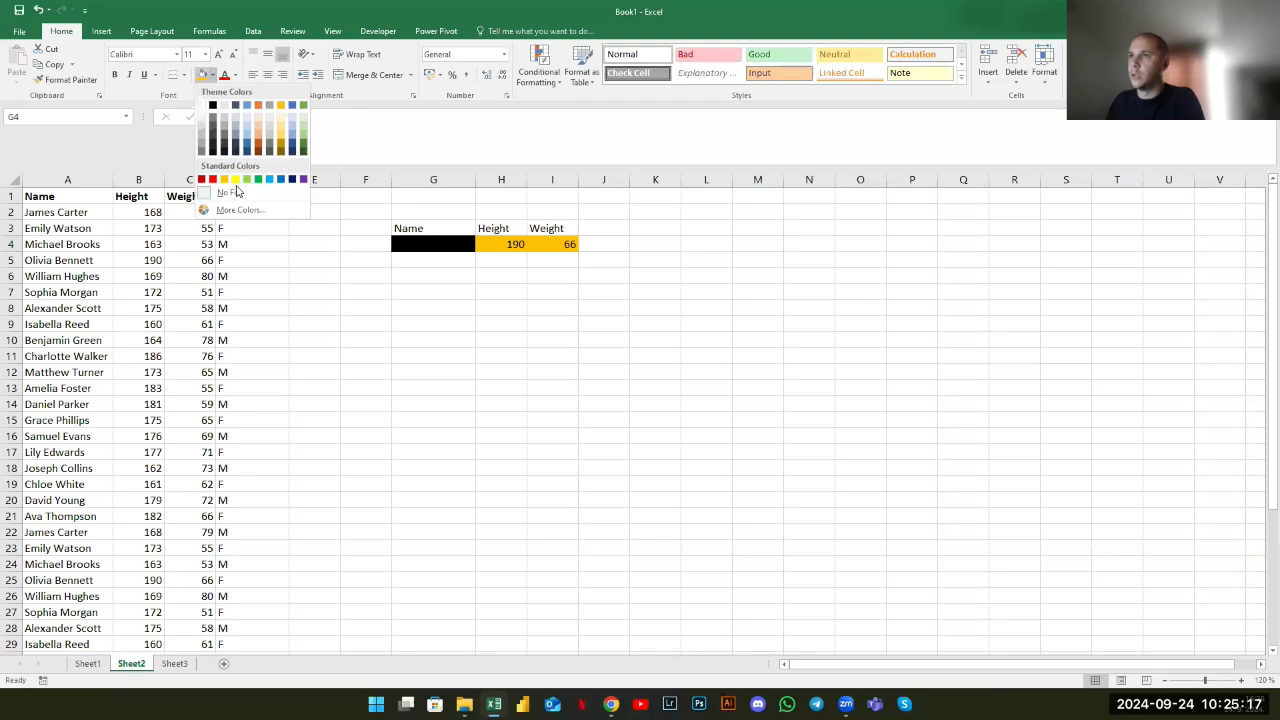 Book1 - Excel
File Home Insert Page Layout Formulas Data Review View Developer Power Pivot Tell me what you want to do...
Paste
Cut
Copy
Format Painter
Clipboard
Calibri 11
B I U A
Font
Wrap Text
Merge & Center
Alignment
General
%
Number
Conditional Formatting
Format as Table
Normal Bad Good Neutral Calculation
Check Cell Explanatory ... Input Linked Cell Note
Styles
Insert Delete Format
Cells
Theme Colors
Standard Colors
More Colors...
G4
A B C E F G H I J K L M N O P Q R S T U V
1 Name Height
2 James Carter 168
3 Emily Watson 173 55 F Name Height Weight
4 Michael Brooks 163 53 M 190 66
5 Olivia Bennett 190 66 F
6 William Hughes 169 80 M
7 Sophia Morgan 172 51 F
8 Alexander Scott 175 58 M
9 Isabella Reed 160 61 F
10 Benjamin Green 164 78 M
11 Charlotte Walker 186 76 F
12 Matthew Turner 173 65 M
13 Amelia Foster 183 55 F
14 Daniel Parker 181 59 M
15 Grace Phillips 175 65 F
16 Samuel Evans 176 69 M
17 Lily Edwards 177 71 F
18 Joseph Collins 162 73 M
19 Chloe White 161 62 F
20 David Young 179 72 M
21 Ava Thompson 182 66 F
22 James Carter 168 79 M
23 Emily Watson 173 55 F
24 Michael Brooks 163 53 M
25 Olivia Bennett 190 66 F
26 William Hughes 169 80 M
27 Sophia Morgan 172 51 F
28 Alexander Scott 175 58 M
29 Isabella Reed 160 61 F
Sheet1 Sheet2 Sheet3
Ready 120 %
2024-09-24 10:25:17